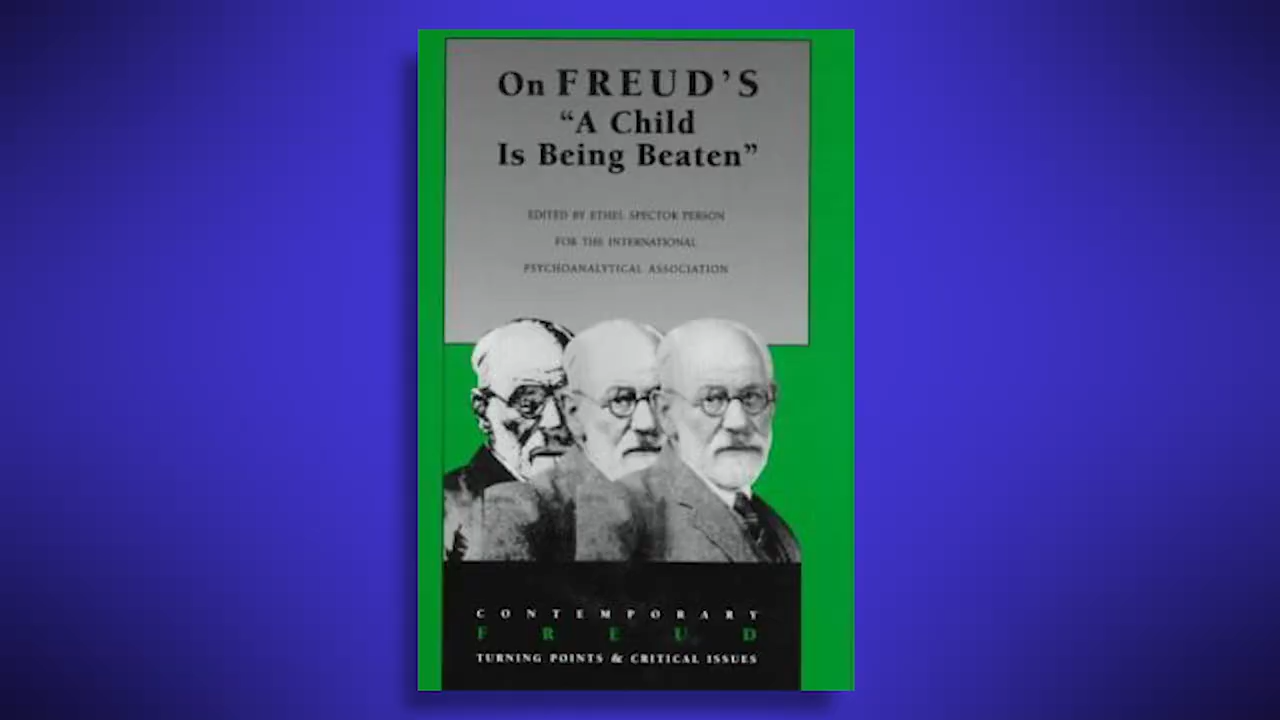 On FREUD'S
“A Child
Is Being Beaten”
EDITED BY ETHEL SPECTOR PERSON
FOR THE INTERNATIONAL
PSYCHOANALYTICAL ASSOCIATION
CONTEMPORARY
FREUD
TURNING POINTS & CRITICAL ISSUES